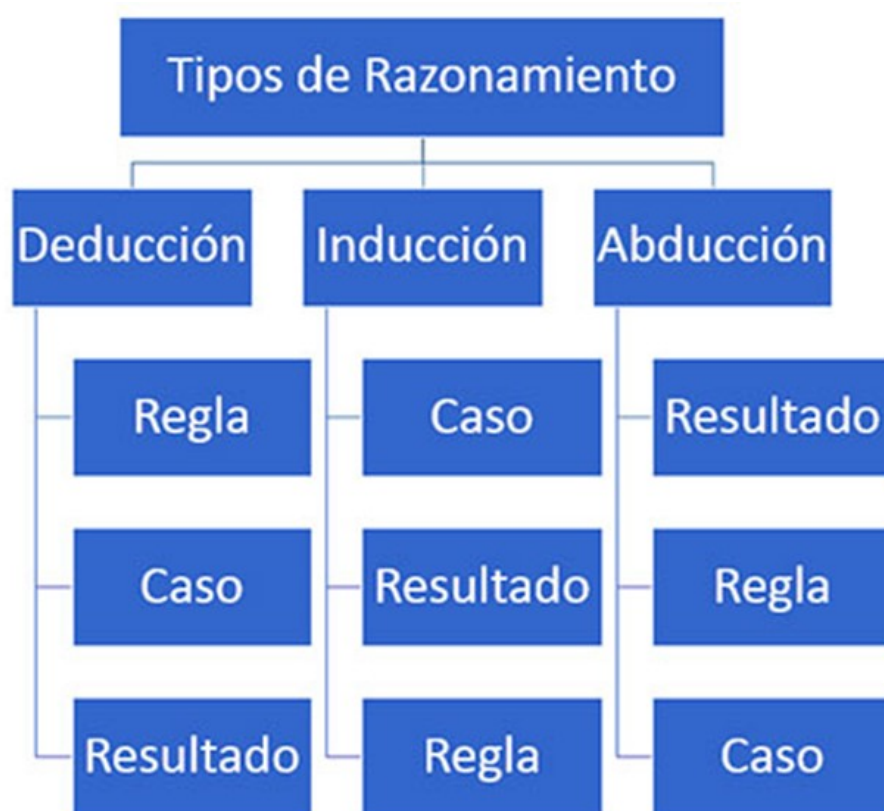 Tipos de Razonamiento
Deducción
Inducción
Abducción
Regla
Caso
Resultado
Caso
Resultado
Regla
Resultado
Regla
Caso